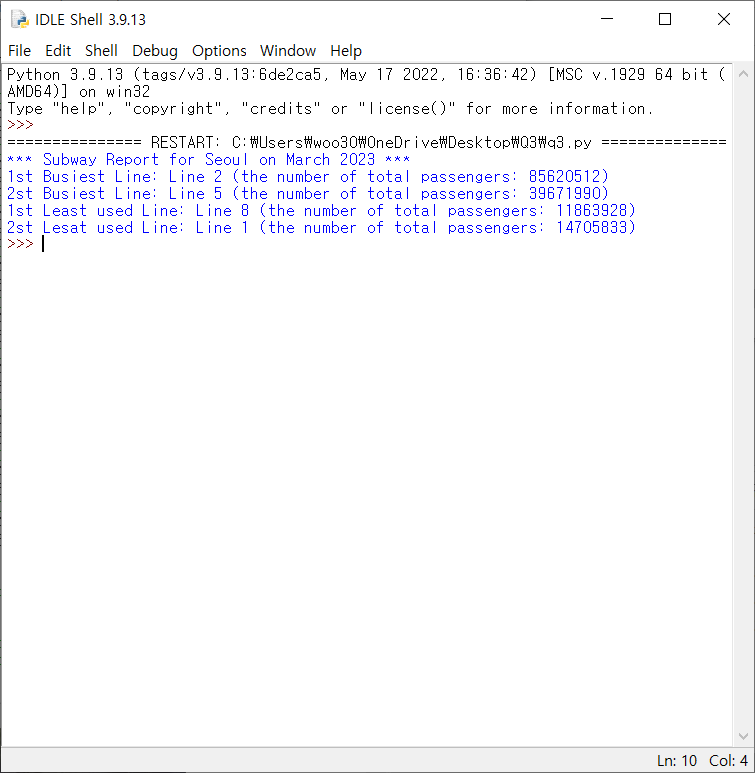 IDLE Shell 3.9.13
File Edit Shell Debug Options Window Help
Python 3.9.13 (tags/v3.9.13:6de2ca5, May 17 2022, 16:36:42) [MSC v.1929 64 bit (
AMD64)] on win32
Type "help", "copyright", "credits" or "license()" for more information.
>>>
=============== RESTART: C:₩Users₩woo30₩OneDrive₩Desktop₩Q3₩q3.py ==============
*** Subway Report for Seoul on March 2023 ***
1st Busiest Line: Line 2 (the number of total passengers: 85620512)
2st Busiest Line: Line 5 (the number of total passengers: 39671990)
1st Least used Line: Line 8 (the number of total passengers: 11863928)
2st Lesat used Line: Line 1 (the number of total passengers: 14705833)
>>>
Ln: 10 Col: 4